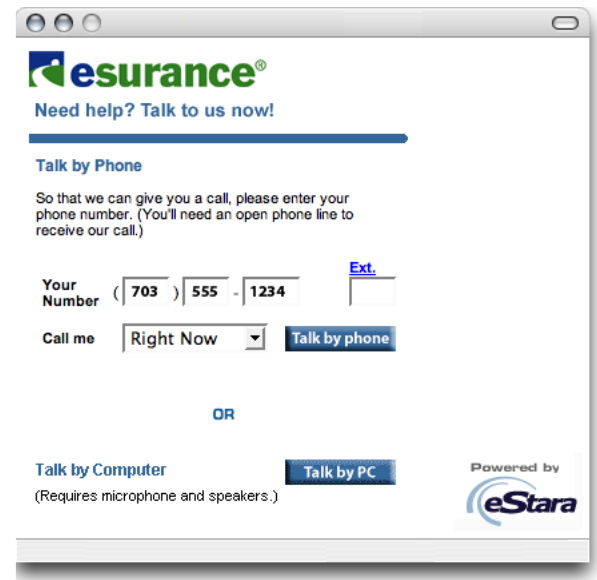 esurance®
Need help? Talk to us now!
Talk by Phone
So that we can give you a call, please enter your
phone number. (You'll need an open phone line to
receive our call.)
Ext.
Your
Number ( 703 ) 555 - 1234
Call me Right Now Talk by phone
OR
Talk by Computer Talk by PC
(Requires microphone and speakers.)
Powered by
eStara